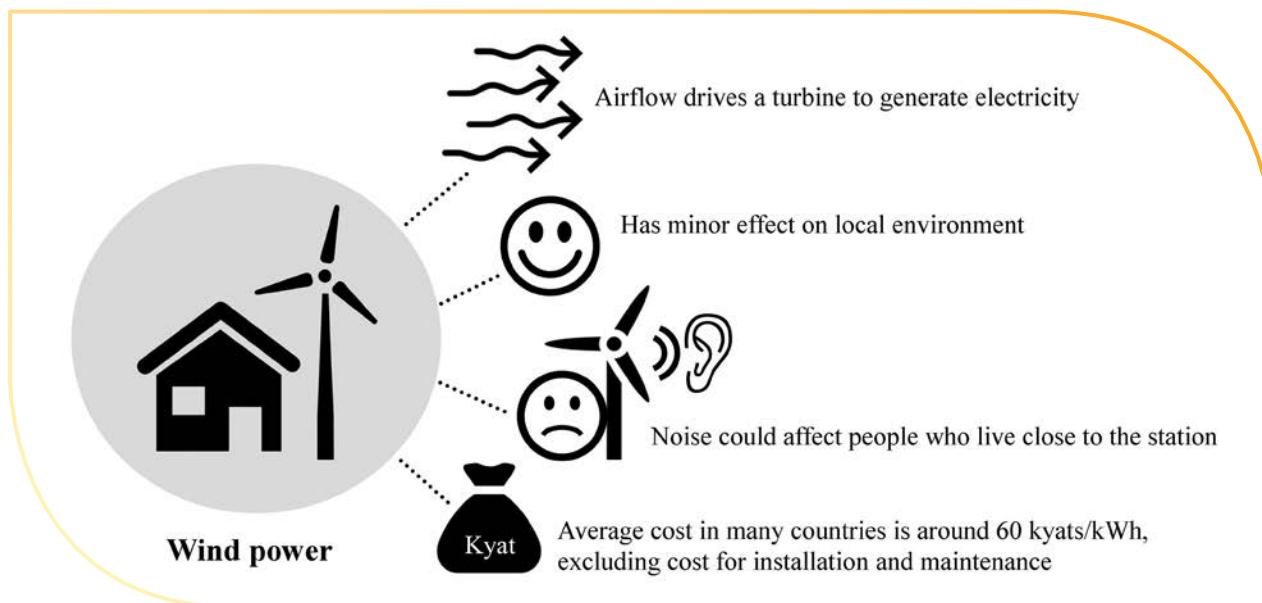 Airflow drives a turbine to generate electricity
Has minor effect on local environment
Noise could affect people who live close to the station
Wind power
Kyat
Average cost in many countries is around 60 kyats/kWh,
excluding cost for installation and maintenance